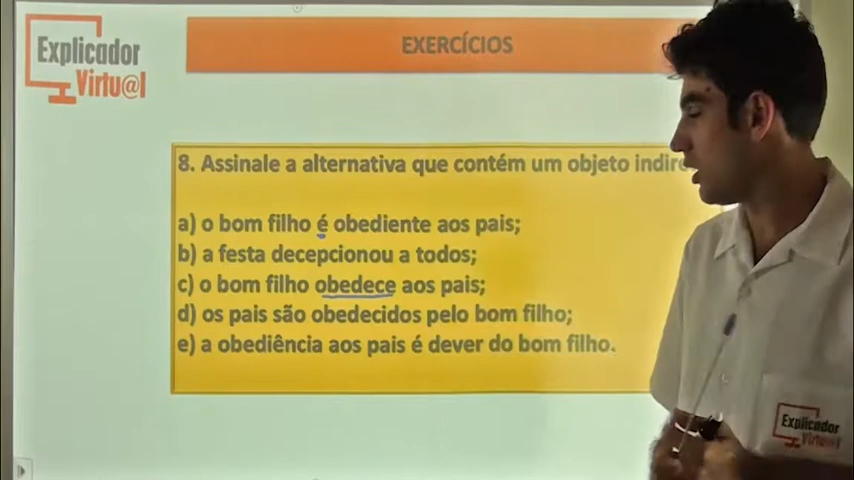 Explicador
Virtu@l
EXERCÍCIOS
8. Assinale a alternativa que contém um objeto indire
a) o bom filho é obediente aos pais;
b) a festa decepcionou a todos;
c) o bom filho obedece aos pais;
d) os pais são obedecidos pelo bom filho;
e) a obediência aos pais é dever do bom filho.
Explicador
Virtu@l